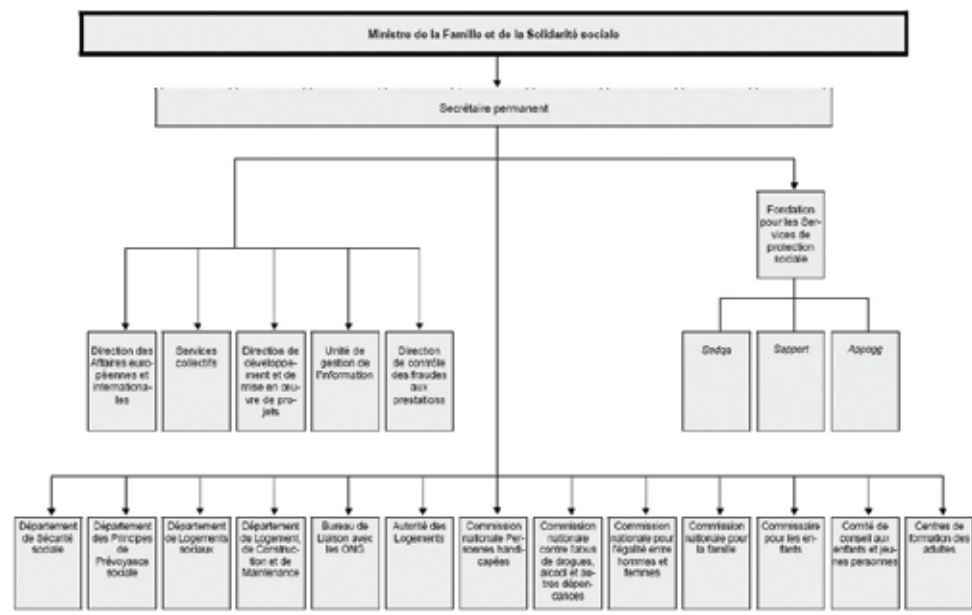 Ministre de la Famille et de la Solidarité sociale
Secrétaire permanent
Fondation
pour les Ser-
vices de
protection
sociale
Direction des
Affaires euro-
péennes et
internationa-
les
Services
collectifs
Direction de
développe-
ment et de
mise en œu-
vre de pro-
jets
Unité de
gestion de
l'information
Direction
de contrôle
des fraudes
aux
prestations
Sedqa
Support
Appogg
Département
de Sécurité
sociale
Département
des Principes
de
Prévoyance
sociale
Département
de Logements
sociaux
Département
du Logement,
de Construc-
tion et de
Maintenance
Bureau de
Liaison avec
les ONG
Autorité des
Logements
Commission
nationale Per-
sonnes handi-
capées
Commission
nationale
contre l'abus
de drogues,
alcool et au-
tres dépen-
dances
Commission
nationale pour
l'égalité entre
hommes et
femmes
Commission
nationale pour
la famille
Commissaire
pour les en-
fants
Comité de
conseil aux
enfants et jeu-
nes personnes
Centres de
formation des
adultes